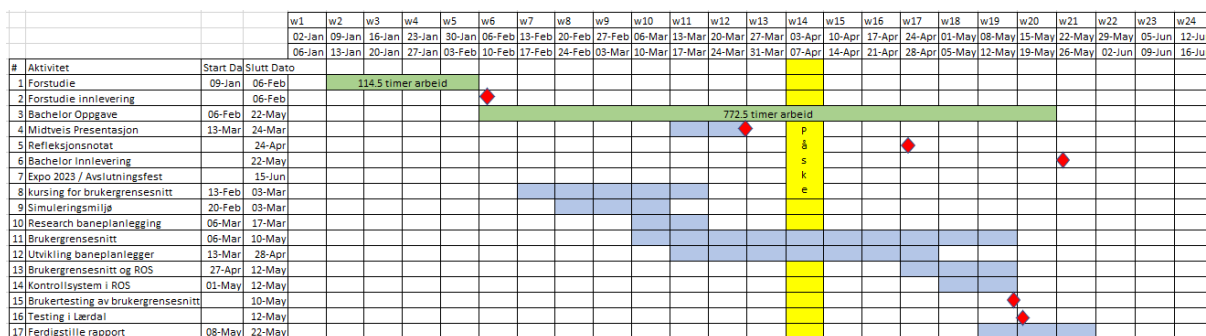 w1 w2 w3 w4 w5 w6 w7 w8 w9 w10 w11 w12 w13 w14 w15 w16 w17 w18 w19 w20 w21 w22 w23 w24
02-Jan 09-Jan 16-Jan 23-Jan 30-Jan 06-Feb 13-Feb 20-Feb 27-Feb 06-Mar 13-Mar 20-Mar 27-Mar 03-Apr 10-Apr 17-Apr 24-Apr 01-May 08-May 15-May 22-May 29-May 05-Jun 12-Ju
06-Jan 13-Jan 20-Jan 27-Jan 03-Feb 10-Feb 17-Feb 24-Feb 03-Mar 10-Mar 17-Mar 24-Mar 31-Mar 07-Apr 14-Apr 21-Apr 28-Apr 05-May 12-May 19-May 26-May 02-Jun 09-Jun 16-Ju
# Aktivitet Start Da Slutt Dato
1 Forstudie 09-Jan 06-Feb 114.5 timer arbeid
2 Forstudie innlevering 06-Feb
3 Bachelor Oppgave 06-Feb 22-May 772.5 timer arbeid
4 Midtveis Presentasjon 13-Mar 24-Mar P
5 Refleksjonsnotat 24-Apr å
6 Bachelor Innlevering 22-May s
7 Expo 2023 / Avslutningsfest 15-Jun k
8 kursing for brukergrensesnitt 13-Feb 03-Mar e
9 Simuleringsmiljø 20-Feb 03-Mar
10 Research baneplanlegging 06-Mar 17-Mar
11 Brukergrensesnitt 06-Mar 10-May
12 Utvikling baneplanlegger 13-Mar 28-Apr
13 Brukergrensesnitt og ROS 27-Apr 12-May
14 Kontrollsystem i ROS 01-May 12-May
15 Brukertesting av brukergrensesnitt 10-May
16 Testing i Lærdal 12-May
17 Ferdigstille rapport 08-May 22-May